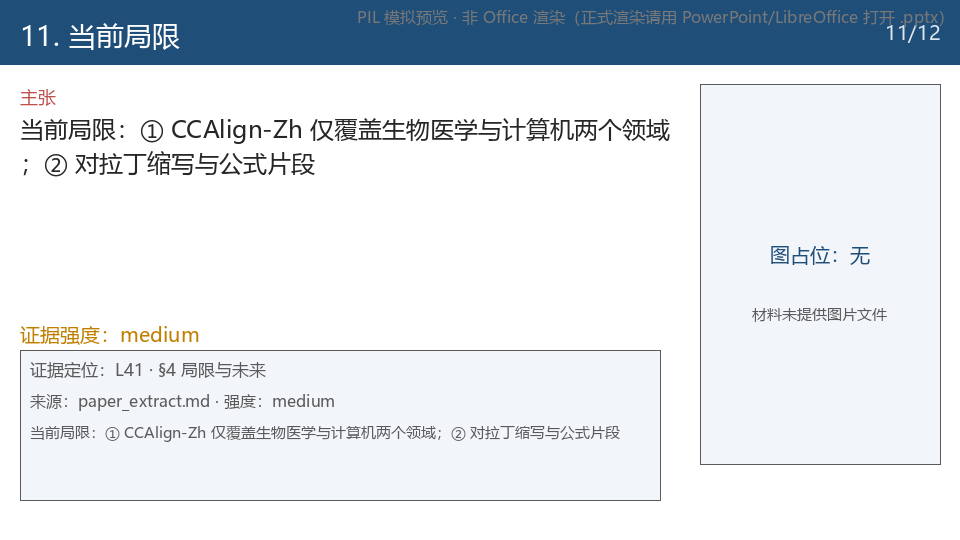 PIL 模拟预览 · 非 Office 渲染（正式渲染请用 PowerPoint/LibreOffice 打开 .pptx）
11. 当前局限
11/12
主张
当前局限：① CCAlign-Zh 仅覆盖生物医学与计算机两个领域
；② 对拉丁缩写与公式片段
图占位：无
材料未提供图片文件
证据强度：medium
证据定位：L41 · §4 局限与未来
来源：paper_extract.md · 强度：medium
当前局限：① CCAlign-Zh 仅覆盖生物医学与计算机两个领域；② 对拉丁缩写与公式片段